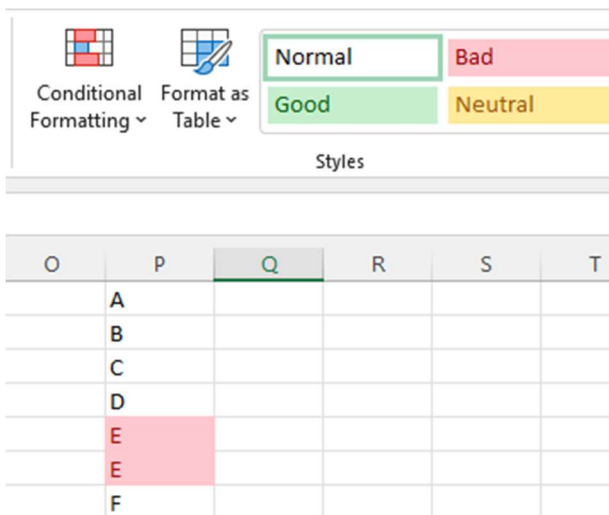 Conditional Formatting
Format as Table
Normal
Bad
Good
Neutral
Styles
O P Q R S T
A
B
C
D
E
E
F